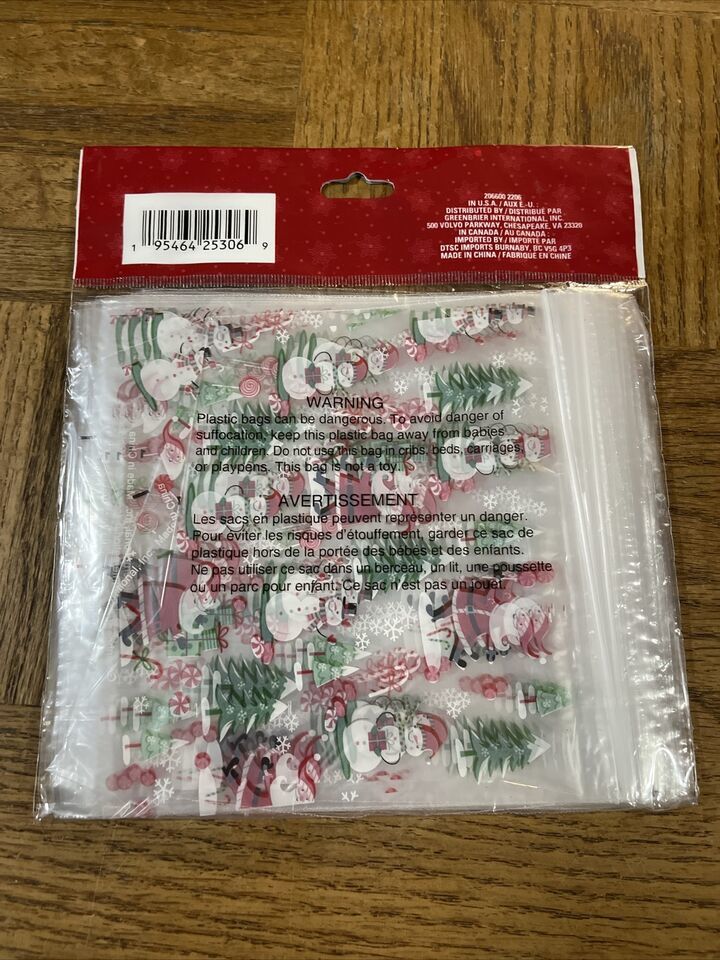 206600 2206
IN U.S.A. / AUX E.-U. :
DISTRIBUTED BY / DISTRIBUÉ PAR
GREENBRIER INTERNATIONAL, INC.
500 VOLVO PARKWAY, CHESAPEAKE, VA 23320
IN CANADA / AU CANADA :
IMPORTED BY / IMPORTÉ PAR
DTSC IMPORTS BURNABY, BC V5G 4P3
MADE IN CHINA / FABRIQUÉ EN CHINE
1 95464 25306 9
WARNING
Plastic bags can be dangerous. To avoid danger of
suffocation, keep this plastic bag away from babies
and children. Do not use this bag in cribs, beds, carriages,
or playpens. This bag is not a toy.
AVERTISSEMENT
Les sacs en plastique peuvent représenter un danger.
Pour éviter les risques d'étouffement, garder ce sac de
plastique hors de la portée des bébés et des enfants.
Ne pas utiliser ce sac dans un berceau, un lit, une poussette
ou un parc pour enfant. Ce sac n'est pas un jouet.